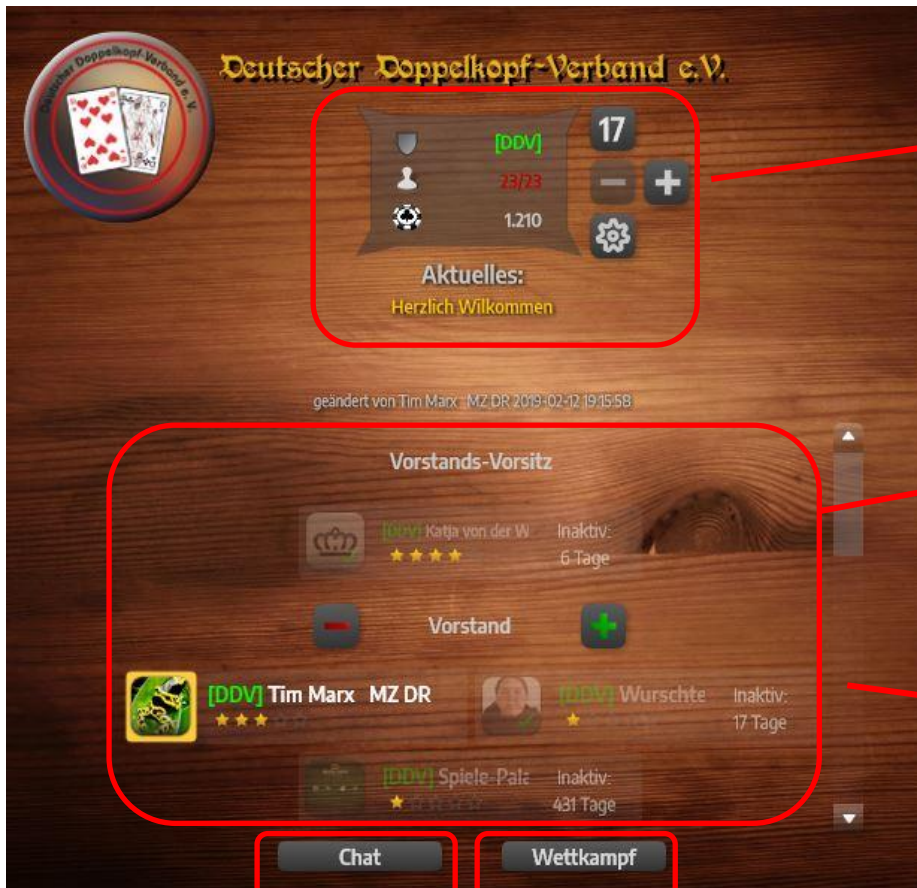 Deutscher Doppelkopf-Verband e. V.
Deutscher Doppelkopf-Verband e.V.
[DDV]
17
23/23
1.210
Aktuelles:
Herzlich Wilkommen
geändert von Tim Marx MZ DR 2019-02-12 19:15:58
Vorstands-Vorsitz
[DDV] Katja von der W Inaktiv:
6 Tage
Vorstand
[DDV] Tim Marx MZ DR
[DDV] Wurschte Inaktiv:
17 Tage
[DDV] Spiele-Pala Inaktiv:
431 Tage
Chat
Wettkampf